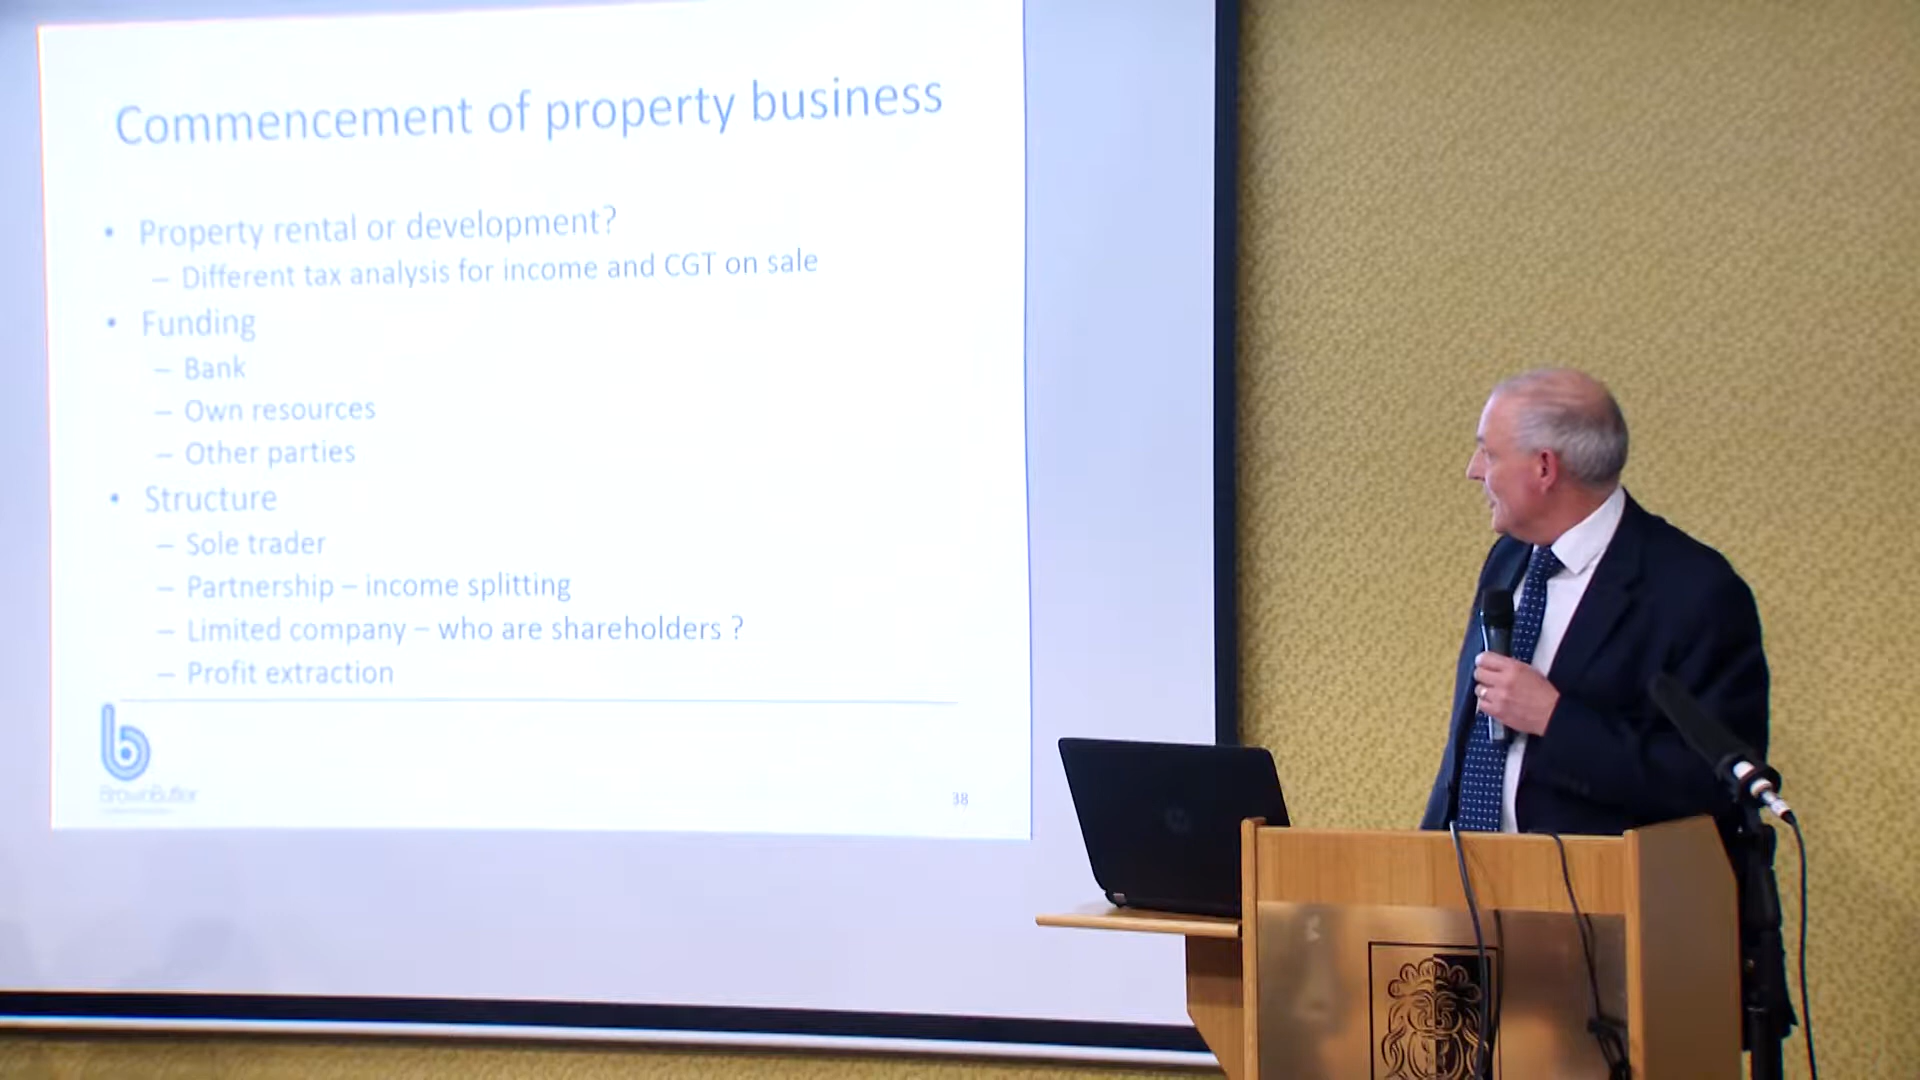 Commencement of property business
• Property rental or development?
– Different tax analysis for income and CGT on sale
• Funding
– Bank
– Own resources
– Other parties
• Structure
– Sole trader
– Partnership – income splitting
– Limited company – who are shareholders ?
– Profit extraction
BrownButler
38